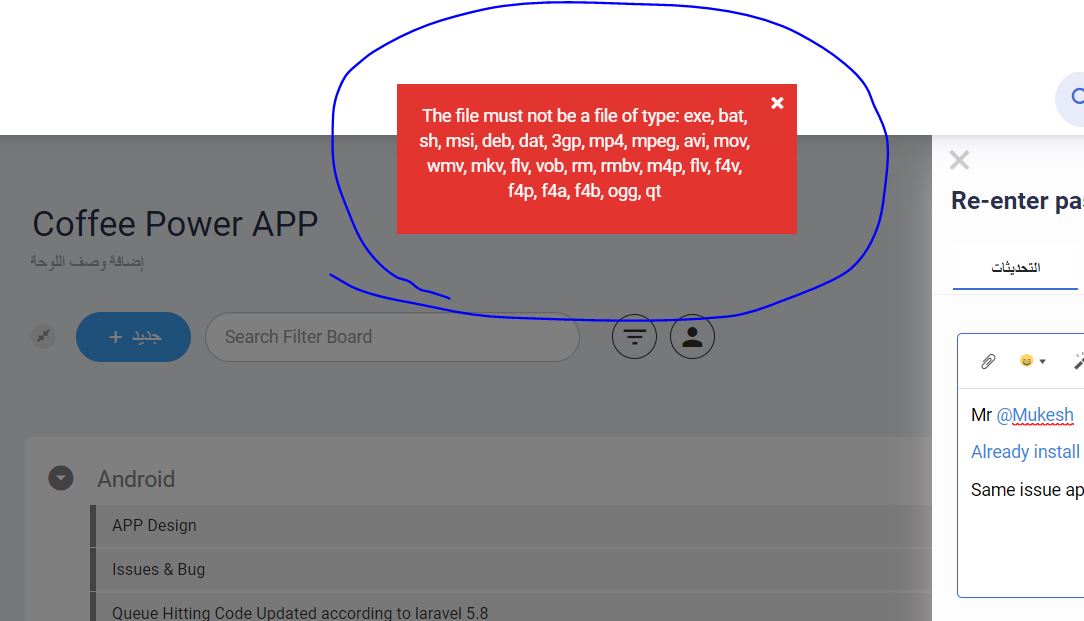 The file must not be a file of type: exe, bat,
sh, msi, deb, dat, 3gp, mp4, mpeg, avi, mov,
wmv, mkv, flv, vob, rm, rmbv, m4p, flv, f4v,
f4p, f4a, f4b, ogg, qt
Coffee Power APP
إضافة وصف اللوحة
+ جديد
Search Filter Board
Android
APP Design
Issues & Bug
Queue Hitting Code Updated according to laravel 5.8
Re-enter pa
التحديثات
Mr @Mukesh
Already install
Same issue ap